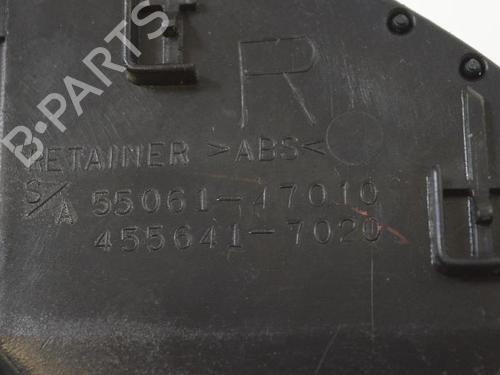 R
RETAINER >ABS<
S/A 55061-47010
455641-7020
B-PARTS